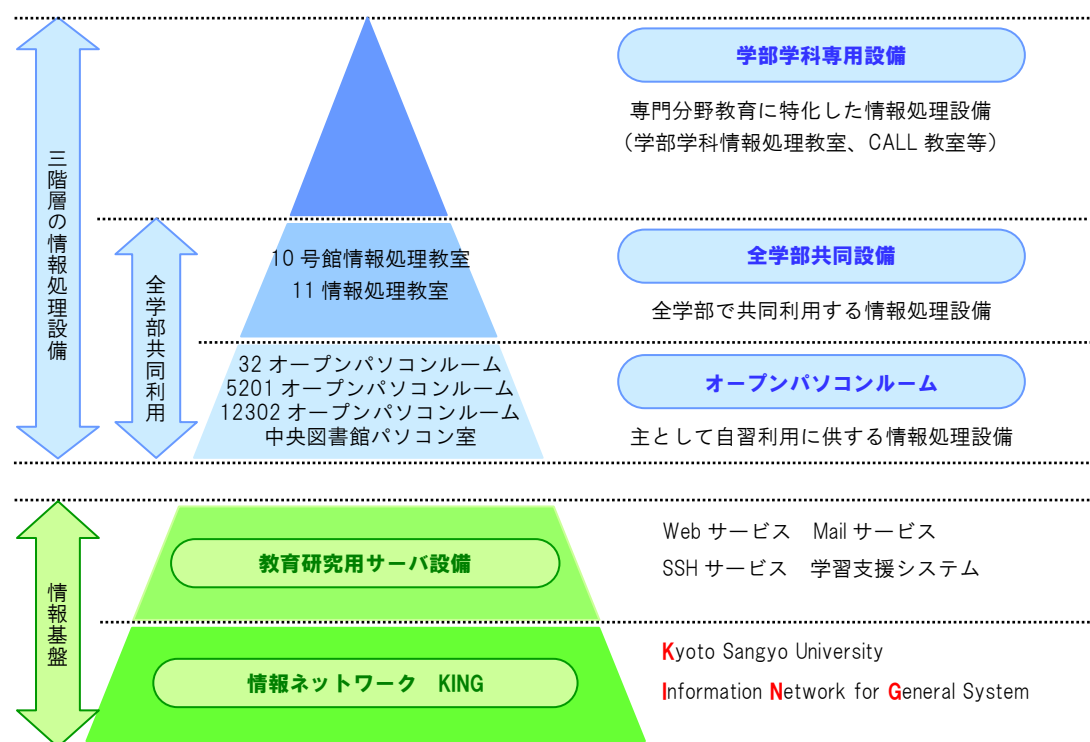 学部学科専用設備
専門分野教育に特化した情報処理設備
（学部学科情報処理教室、CALL 教室等）
三階層の情報処理設備
全学部共同利用
10 号館情報処理教室
11 情報処理教室
全学部共同設備
全学部で共同利用する情報処理設備
32 オープンパソコンルーム
5201 オープンパソコンルーム
12302 オープンパソコンルーム
中央図書館パソコン室
オープンパソコンルーム
主として自習利用に供する情報処理設備
情報基盤
教育研究用サーバ設備
Web サービス　Mail サービス
SSH サービス　学習支援システム
情報ネットワーク　KING
Kyoto Sangyo University
Information Network for General System